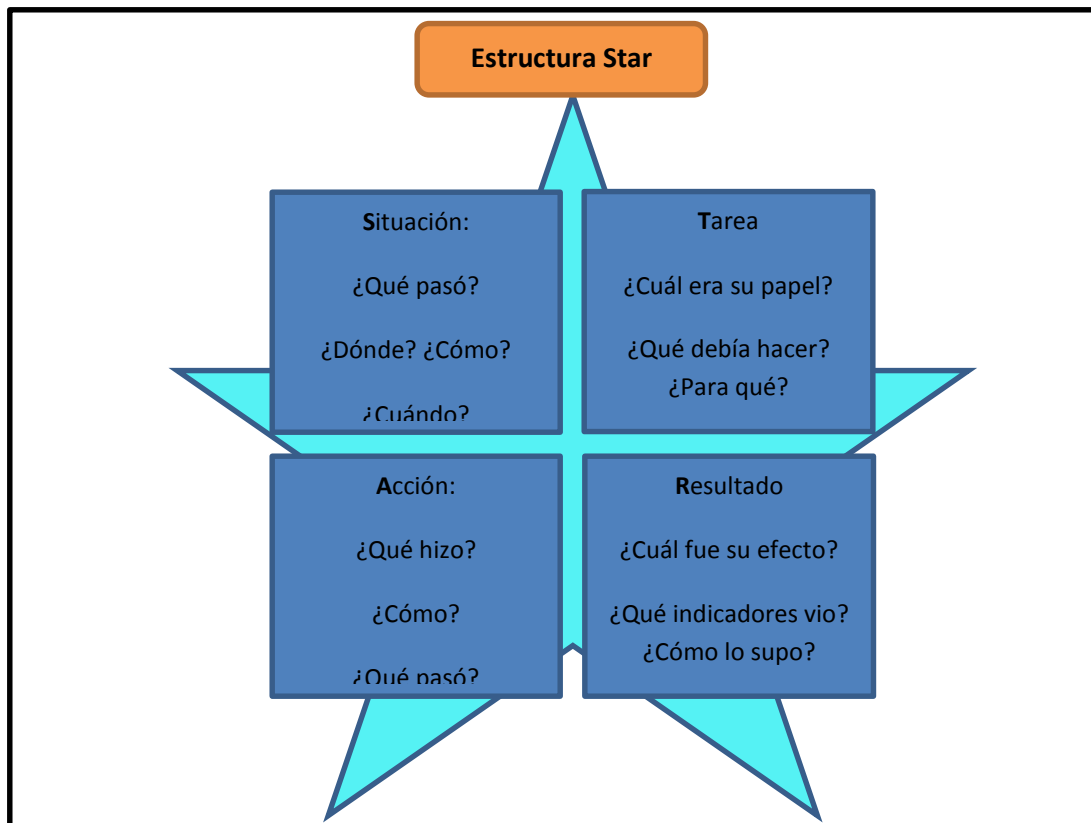 Estructura Star
Situación:
¿Qué pasó?
¿Dónde? ¿Cómo?
¿Cuándo?
Tarea
¿Cuál era su papel?
¿Qué debía hacer?
¿Para qué?
Acción:
¿Qué hizo?
¿Cómo?
¿Qué pasó?
Resultado
¿Cuál fue su efecto?
¿Qué indicadores vio?
¿Cómo lo supo?